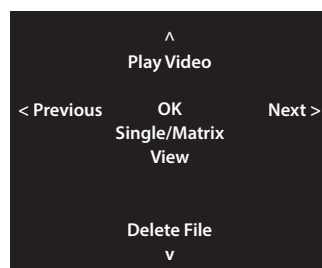 ^
Play Video
< Previous OK Next >
Single/Matrix
View
Delete File
v